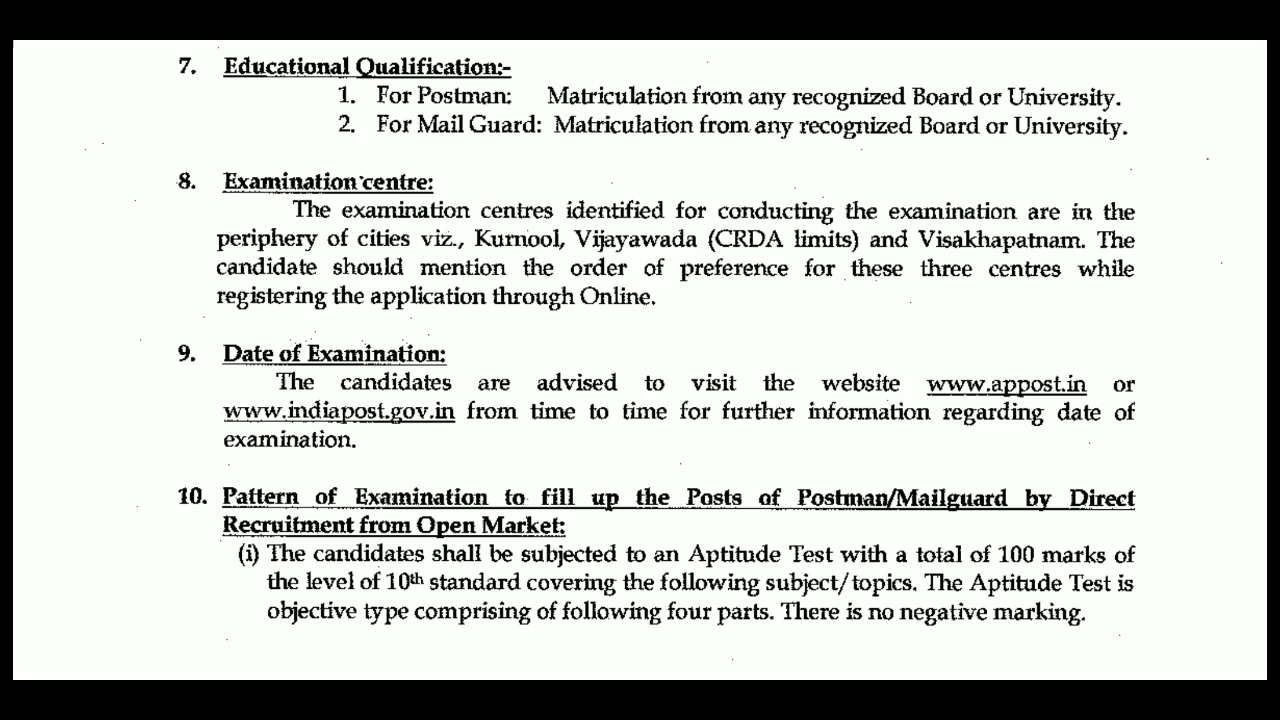 7. Educational Qualification:-
1. For Postman: Matriculation from any recognized Board or University.
2. For Mail Guard: Matriculation from any recognized Board or University.
8. Examination centre:
The examination centres identified for conducting the examination are in the
periphery of cities viz., Kurnool, Vijayawada (CRDA limits) and Visakhapatnam. The
candidate should mention the order of preference for these three centres while
registering the application through Online.
9. Date of Examination:
The candidates are advised to visit the website www.appost.in or
www.indiapost.gov.in from time to time for further information regarding date of
examination.
10. Pattern of Examination to fill up the Posts of Postman/Mailguard by Direct
Recruitment from Open Market:
(i) The candidates shall be subjected to an Aptitude Test with a total of 100 marks of
the level of 10th standard covering the following subject/topics. The Aptitude Test is
objective type comprising of following four parts. There is no negative marking.